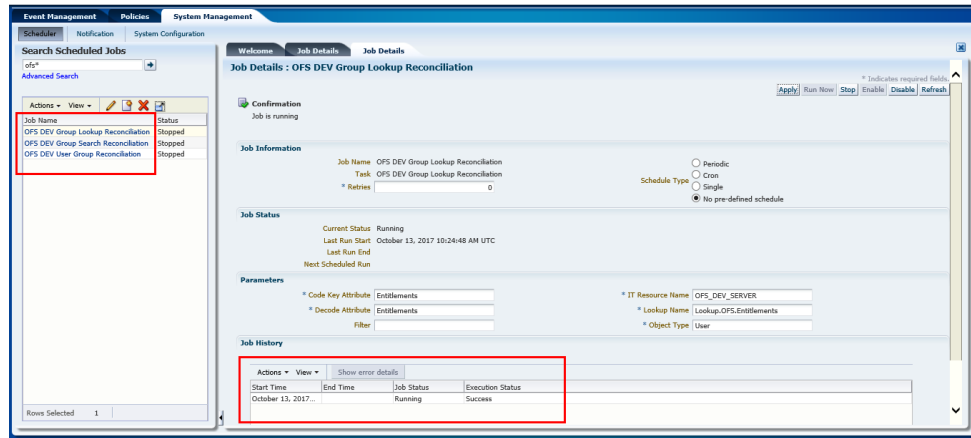 Event Management Policies System Management
Scheduler Notification System Configuration
Search Scheduled Jobs
ofs*
Advanced Search
Actions View
Job Name Status
OFS DEV Group Lookup Reconciliation Stopped
OFS DEV Group Search Reconciliation Stopped
OFS DEV User Group Reconciliation Stopped
Rows Selected 1
Welcome Job Details Job Details
Job Details : OFS DEV Group Lookup Reconciliation
* Indicates required fields.
Apply Run Now Stop Enable Disable Refresh
Confirmation
Job is running
Job Information
Job Name OFS DEV Group Lookup Reconciliation
Task OFS DEV Group Lookup Reconciliation
* Retries 0
Schedule Type
Periodic
Cron
Single
No pre-defined schedule
Job Status
Current Status Running
Last Run Start October 13, 2017 10:24:48 AM UTC
Last Run End
Next Scheduled Run
Parameters
* Code Key Attribute Entitlements * IT Resource Name OFS_DEV_SERVER
* Decode Attribute Entitlements * Lookup Name Lookup.OFS.Entitlements
Filter * Object Type User
Job History
Actions View Show error details
Start Time End Time Job Status Execution Status
October 13, 2017... Running Success